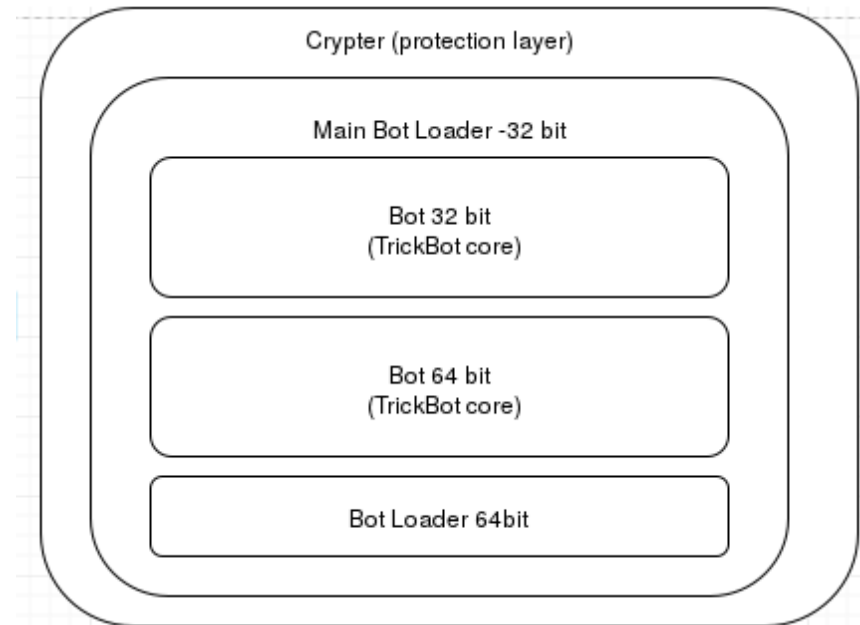 Crypter (protection layer)
Main Bot Loader -32 bit
Bot 32 bit
(TrickBot core)
Bot 64 bit
(TrickBot core)
Bot Loader 64bit